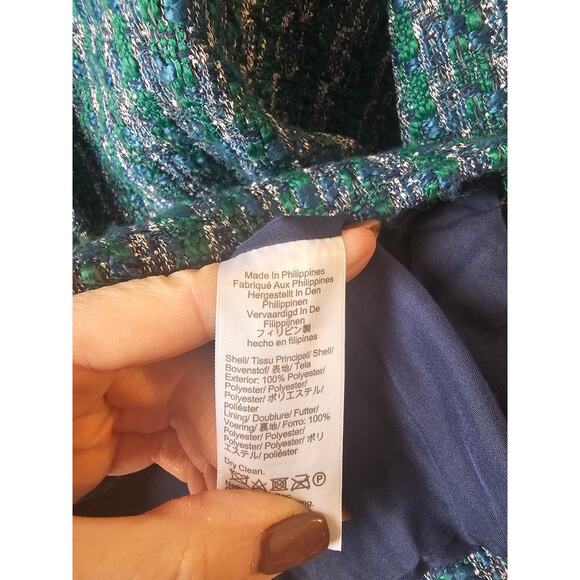 Made In Philippines
Fabriqué Aux Philippines
Hergestellt In Den
Philippinen
Vervaardigd In De
Filippijnen
フィリピン製
hecho en filipinas
Shell/ Tissu Principal/ Shell/
Bovenstof/ 表地/ Tela
Exterior: 100% Polyester/
Polyester/ Polyester/
Polyester/ ポリエステル/
poliéster
Lining/ Doublure/ Futter/
Voering/ 裏地/ Forro: 100%
Polyester/ Polyester/
Polyester/ Polyester/ ポリ
エステル/ poliéster
Dry Clean.